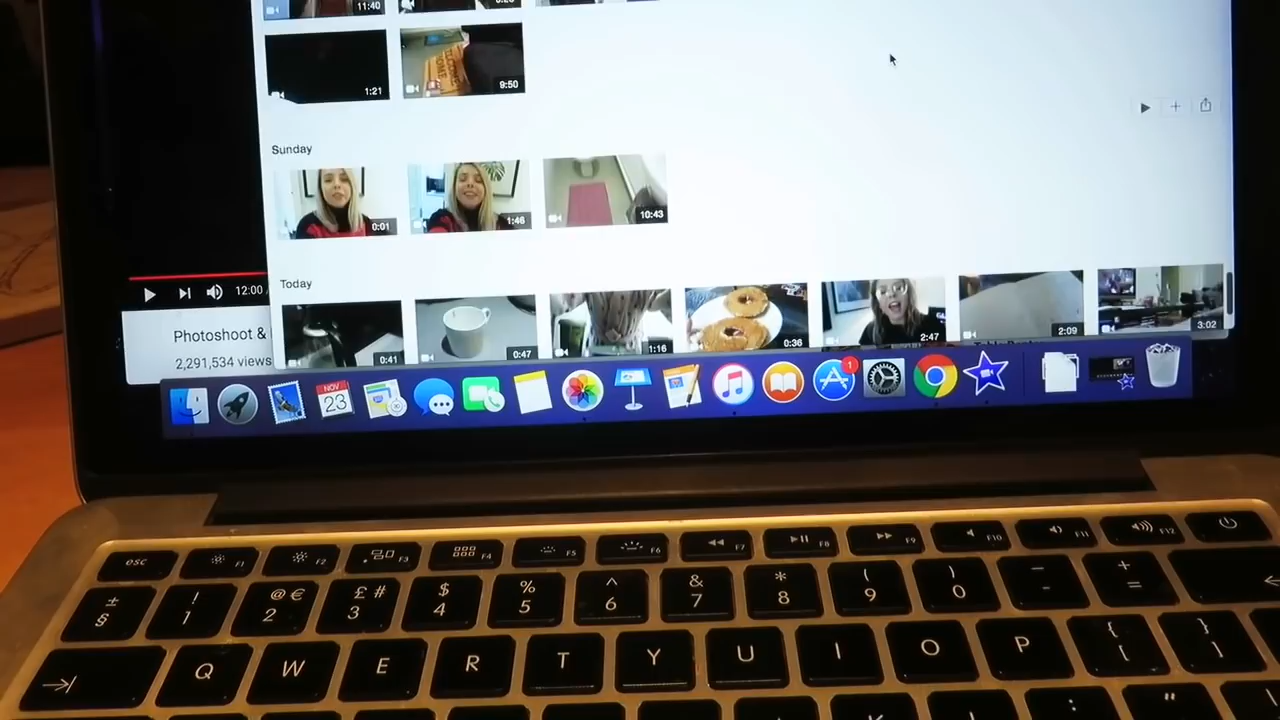 11:40
1:21
9:50
WELCOME HOME
Sunday
0:01
1:46
10:43
Today
0:41
0:47
1:16
0:36
2:47
2:09
3:02
12:00 /
Photoshoot &
2,291,534 views
NOV
23
1
esc F1 F2 F3 F4 F5 F6 F7 F8 F9 F10 F11 F12
± § ! 1 @ € 2 £ # 3 $ 4 % 5 ^ 6 & 7 * 8 ( 9 ) 0 _ - + =
Q W E R T Y U I O P { [ } ]
K L : "